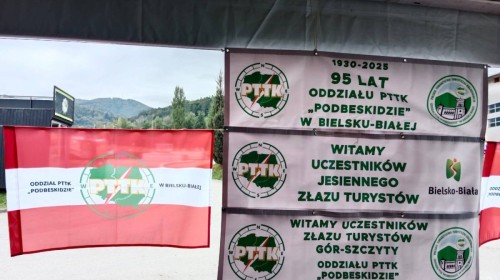 ODDZIAŁ PTTK
„PODBESKIDZIE"
PTTK
W BIELSKU-BIAŁEJ
PTTK
1930-2025
95 LAT
ODDZIAŁU PTTK
„PODBESKIDZIE"
W BIELSKU-BIAŁEJ
PTTK
WITAMY
UCZESTNIKÓW
JESIENNEGO
ZŁAZU TURYSTÓW
Bielsko-Biała
PTTK
WITAMY UCZESTNIKÓW
ZŁAZU TURYSTÓW
GÓR-SZCZYTY
ODDZIAŁU PTTK
„PODBESKIDZIE"